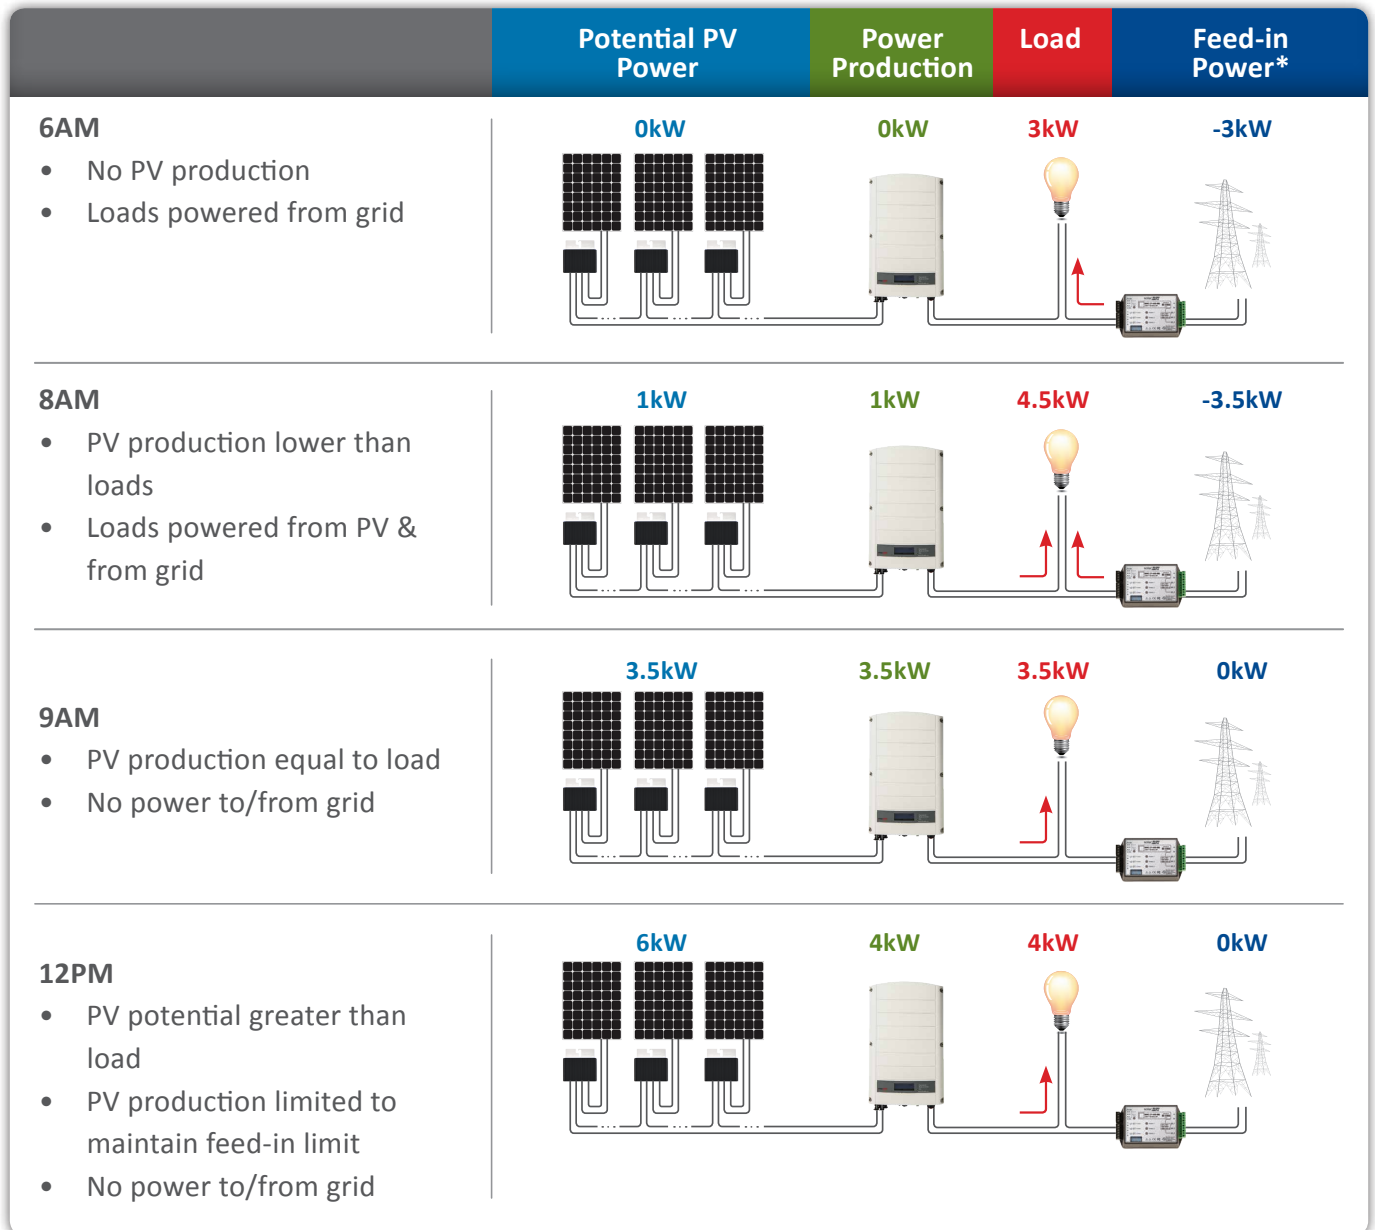 Potential PV
Power
Power
Production
Load
Feed-in
Power*
6AM
• No PV production
• Loads powered from grid
0kW
0kW
3kW
-3kW
8AM
• PV production lower than
loads
• Loads powered from PV &
from grid
1kW
1kW
4.5kW
-3.5kW
9AM
• PV production equal to load
• No power to/from grid
3.5kW
3.5kW
3.5kW
0kW
12PM
• PV potential greater than
load
• PV production limited to
maintain feed-in limit
• No power to/from grid
6kW
4kW
4kW
0kW